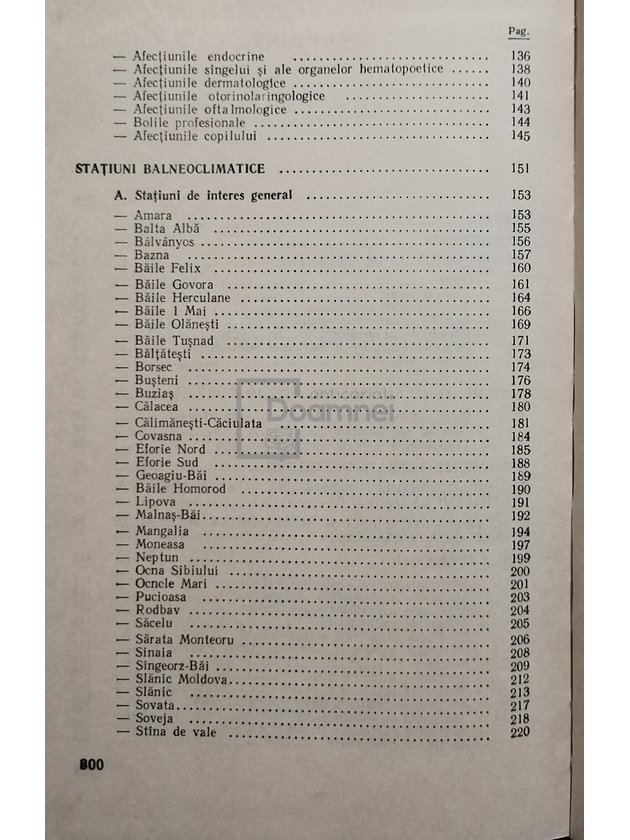 Pag.
— Afecțiunile endocrine .............................. 136
— Afecțiunile sîngelui și ale organelor hematopoetice ...... 138
— Afecțiunile dermatologice .............................. 140
— Afecțiunile otorinolaringologice ...................... 141
— Afecțiunile oftalmologice .............................. 143
— Bolile profesionale .................................... 144
— Afecțiunile copilului .................................. 145
STAȚIUNI BALNEOCLIMATICE ................................ 151
A. Stațiuni de interes general ............................ 153
— Amara .............................................. 153
— Balta Albă .......................................... 155
— Bálványos .......................................... 156
— Bazna .............................................. 157
— Băile Felix .......................................... 160
— Băile Govora ........................................ 161
— Băile Herculane ...................................... 164
— Băile 1 Mai .......................................... 166
— Băile Olănești ........................................ 169
— Băile Tușnad ........................................ 171
— Bălțătești ............................................ 173
— Borsec .............................................. 174
— Bușteni .............................................. 176
— Buziaș .............................................. 178
— Călacea .............................................. 180
— Călimănești-Căciulata ................................ 181
— Covasna ............................................ 184
— Eforie Nord .......................................... 185
— Eforie Sud .......................................... 188
— Geoagiu-Băi .......................................... 189
— Băile Homorod ...................................... 190
— Lipova .............................................. 191
— Malnaș-Băi .......................................... 192
— Mangalia ............................................ 194
— Moneasa ............................................ 197
— Neptun .............................................. 199
— Ocna Sibiului ........................................ 200
— Ocnele Mari .......................................... 201
— Pucioasa ............................................ 203
— Rodbav .............................................. 204
— Săcelu .............................................. 205
— Sărata Monteoru ...................................... 206
— Sinaia .............................................. 208
— Sîngeorz-Băi ........................................ 209
— Slănic Moldova ...................................... 212
— Slănic .............................................. 213
— Sovata .............................................. 217
— Soveja .............................................. 218
— Stîna de vale ........................................ 220
800
anticariatu
Doamnei